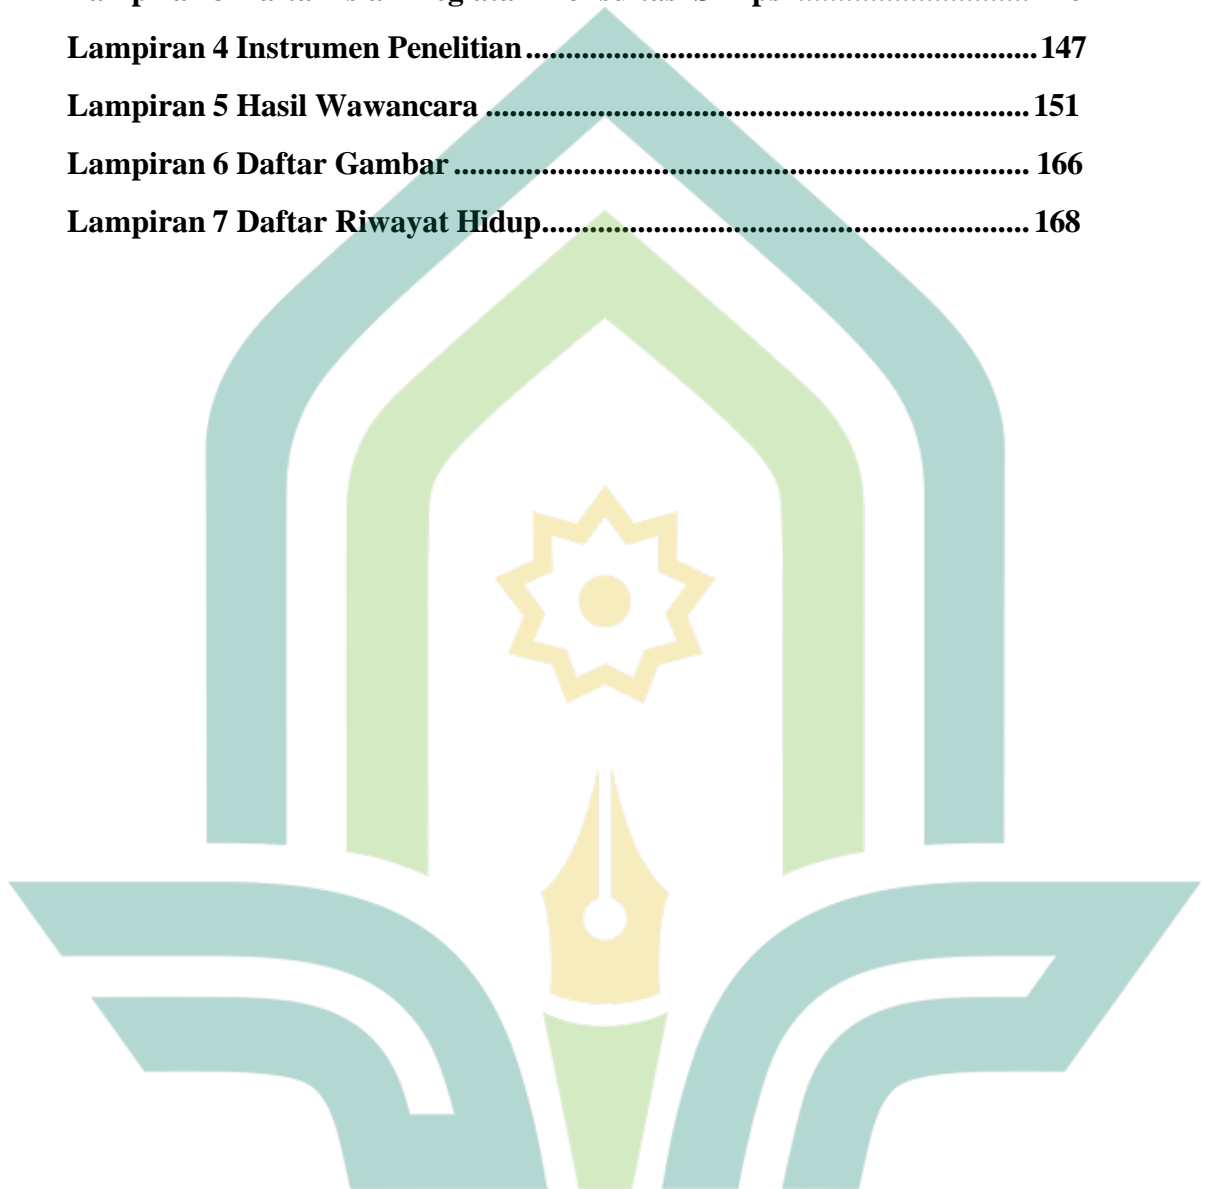 Lampiran 4 Instrumen Penelitian................................................................147
Lampiran 5 Hasil Wawancara .................................................................... 151
Lampiran 6 Daftar Gambar ........................................................................ 166
Lampiran 7 Daftar Riwayat Hidup............................................................. 168